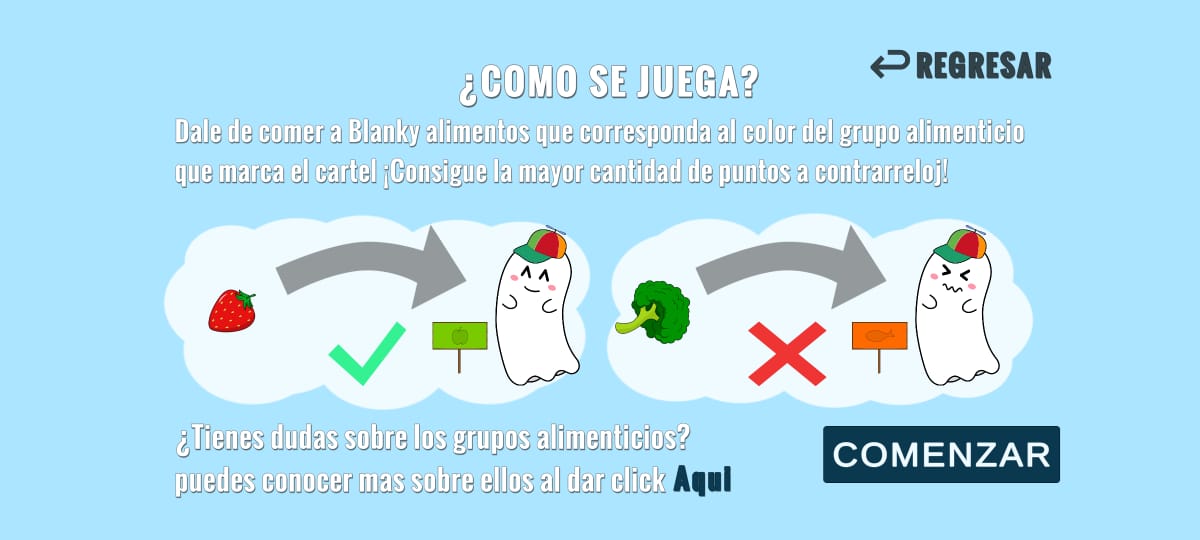 REGRESAR
¿COMO SE JUEGA?
Dale de comer a Blanky alimentos que corresponda al color del grupo alimenticio
que marca el cartel ¡Consigue la mayor cantidad de puntos a contrarreloj!
¿Tienes dudas sobre los grupos alimenticios?
puedes conocer mas sobre ellos al dar click Aqui
COMENZAR